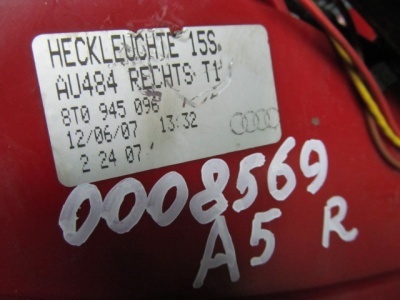 HECKLEUCHTE 15S
AU484 RECHTS T1
8T0 945 096
12/06/07 13:32
2 24 07
0008569
A5 R